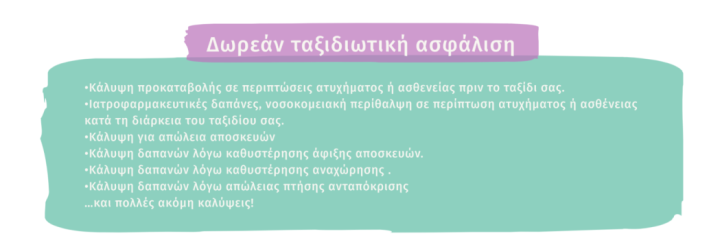 Δωρεάν ταξιδιωτική ασφάλιση
•Κάλυψη προκαταβολής σε περιπτώσεις ατυχήματος ή ασθενείας πριν το ταξίδι σας.
•Ιατροφαρμακευτικές δαπάνες, νοσοκομειακή περίθαλψη σε περίπτωση ατυχήματος ή ασθένειας
κατά τη διάρκεια του ταξιδίου σας.
•Κάλυψη για απώλεια αποσκευών
•Κάλυψη δαπανών λόγω καθυστέρησης άφιξης αποσκευών.
•Κάλυψη δαπανών λόγω καθυστέρησης αναχώρησης .
•Κάλυψη δαπανών λόγω απώλειας πτήσης ανταπόκρισης
...και πολλές ακόμη καλύψεις!